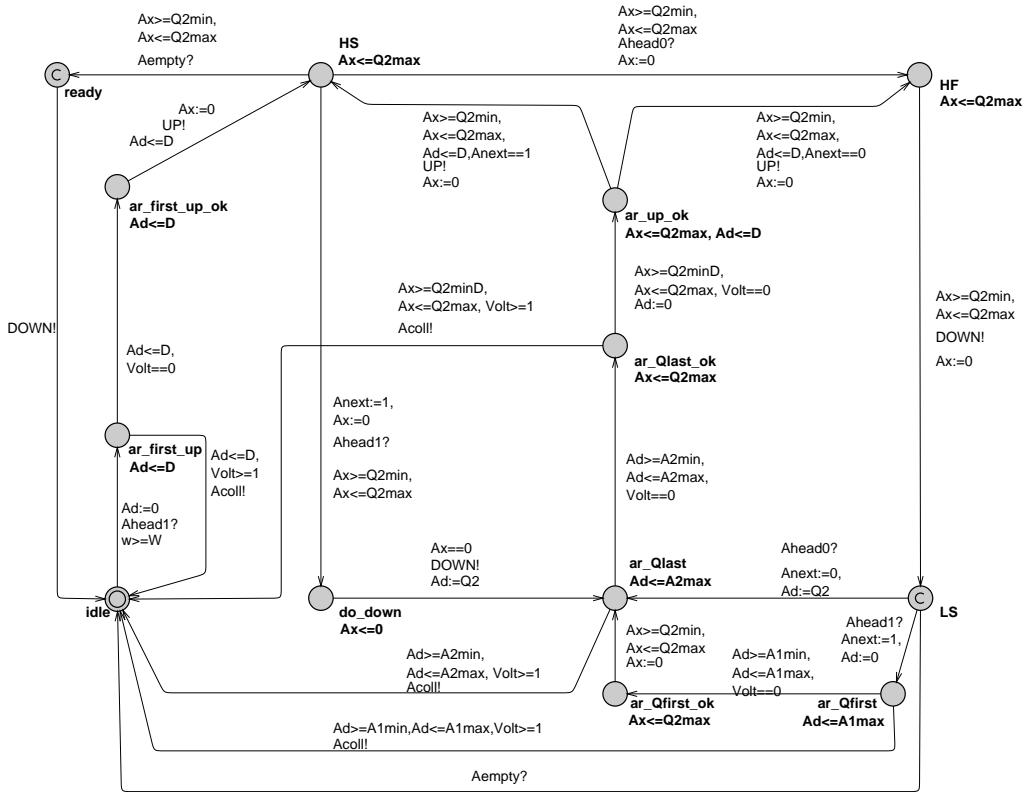 Ax>=Q2min,
Ax<=Q2max
Aempty?
HS
Ax<=Q2max
Ax>=Q2min,
Ax<=Q2max
Ahead0?
Ax:=0
C
ready
HF
Ax<=Q2max
Ax:=0
UP!
Ad<=D
Ax>=Q2min,
Ax<=Q2max,
Ad<=D,Anext==1
UP!
Ax:=0
Ax>=Q2min,
Ax<=Q2max,
Ad<=D,Anext==0
UP!
Ax:=0
ar_first_up_ok
Ad<=D
ar_up_ok
Ax<=Q2max, Ad<=D
Ax>=Q2minD,
Ax<=Q2max, Volt>=1
Acoll!
Ax>=Q2minD,
Ax<=Q2max, Volt==0
Ad:=0
Ax>=Q2min,
Ax<=Q2max
DOWN!
Ax:=0
DOWN!
Ad<=D,
Volt==0
ar_Qlast_ok
Ax<=Q2max
Anext:=1,
Ax:=0
Ahead1?
Ax>=Q2min,
Ax<=Q2max
ar_first_up
Ad<=D
Ad<=D,
Volt>=1
Acoll!
Ad>=A2min,
Ad<=A2max,
Volt==0
Ad:=0
Ahead1?
w>=W
Ax==0
DOWN!
Ad:=Q2
ar_Qlast
Ad<=A2max
Ahead0?
Anext:=0,
Ad:=Q2
C
idle
do_down
Ax<=0
LS
Ax>=Q2min,
Ax<=Q2max
Ax:=0
Ahead1?
Anext:=1,
Ad:=0
Ad>=A2min,
Ad<=A2max, Volt>=1
Acoll!
Ad>=A1min,
Ad<=A1max,
Volt==0
ar_Qfirst_ok
Ax<=Q2max
ar_Qfirst
Ad<=A1max
Ad>=A1min,Ad<=A1max,Volt>=1
Acoll!
Aempty?